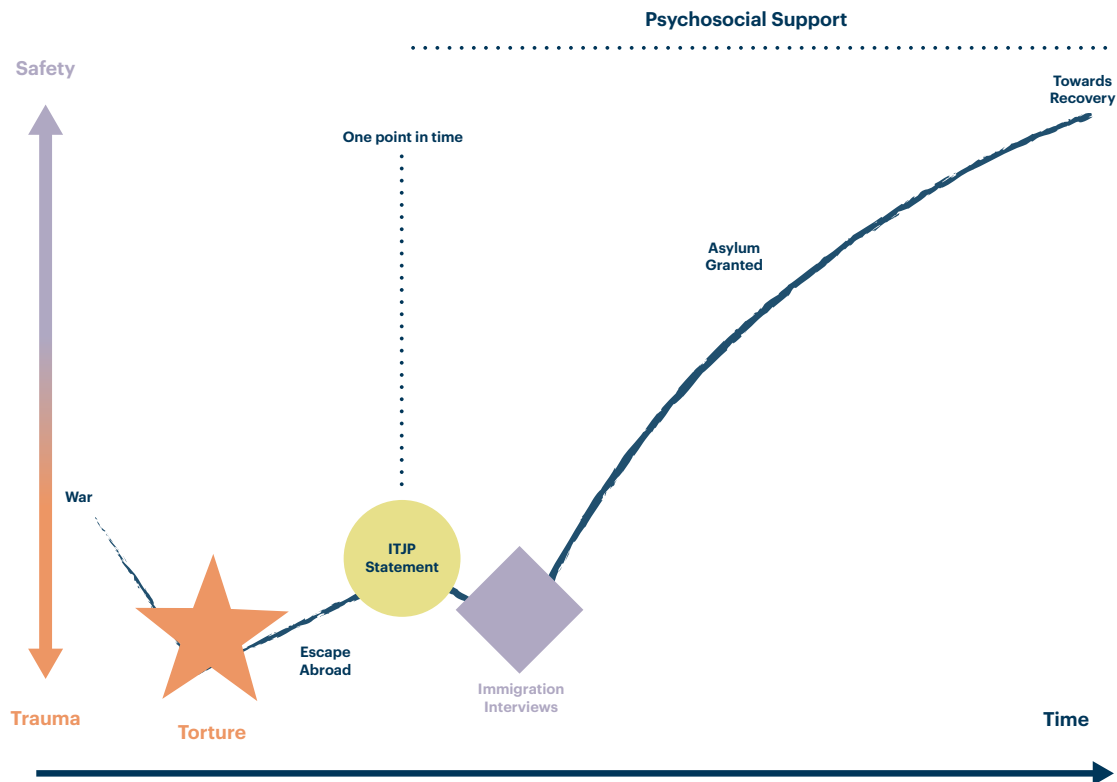 Psychosocial Support
Safety
Towards
Recovery
One point in time
Asylum
Granted
War
ITJP
Statement
Escape
Abroad
Immigration
Interviews
Trauma
Torture
Time